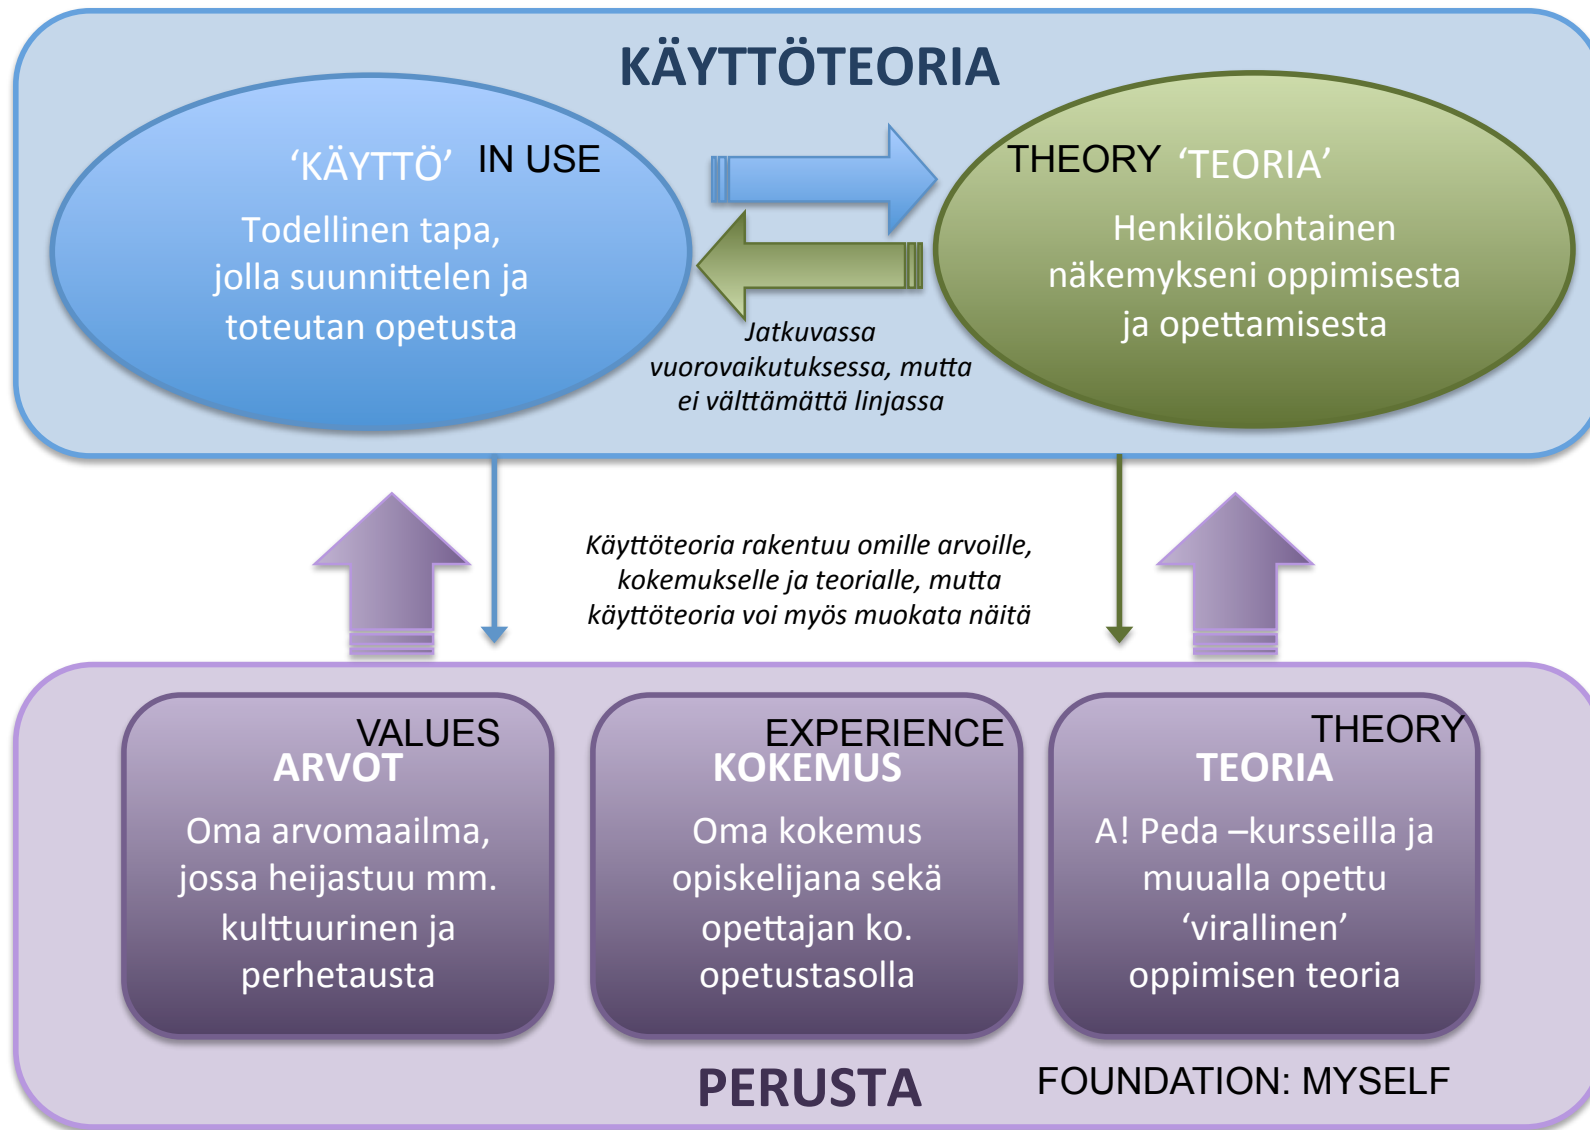 KÄYTTÖTEORIA
‘KÄYTTÖ’ IN USE
Todellinen tapa,
jolla suunnittelen ja
toteutan opetusta
THEORY ‘TEORIA’
Henkilökohtainen
näkemykseni oppimisesta
ja opettamisesta
Jatkuvassa
vuorovaikutuksessa, mutta
ei välttämättä linjassa
Käyttöteoria rakentuu omille arvoille,
kokemukselle ja teorialle, mutta
käyttöteoria voi myös muokata näitä
VALUES
ARVOT
Oma arvomaailma,
jossa heijastuu mm.
kulttuurinen ja
perhetausta
EXPERIENCE
KOKEMUS
Oma kokemus
opiskelijana sekä
opettajan ko.
opetustasolla
THEORY
TEORIA
A! Peda –kursseilla ja
muualla opettu
‘virallinen’
oppimisen teoria
PERUSTA
FOUNDATION: MYSELF